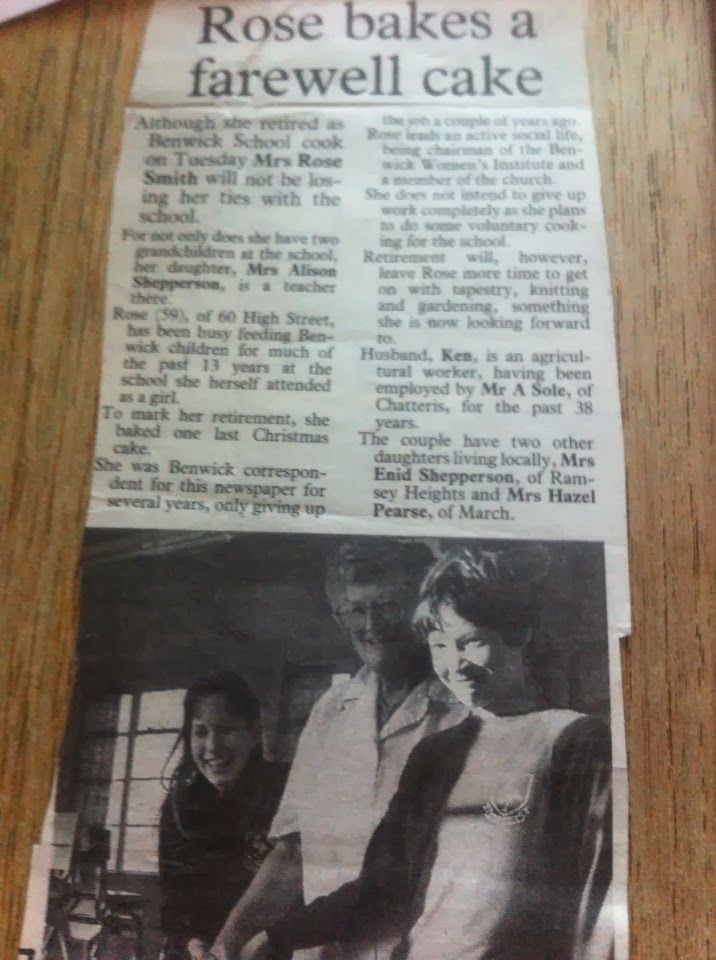 Rose bakes a
farewell cake
Although she retired as
Benwick School cook
on Tuesday Mrs Rose
Smith will not be los-
ing her ties with the
school.
For not only does she have two
grandchildren at the school,
her daughter, Mrs Alison
Shepperson, is a teacher
there.
Rose (59), of 60 High Street,
has been busy feeding Ben-
wick children for much of
the past 13 years at the
school she herself attended
as a girl.
To mark her retirement, she
baked one last Christmas
cake.
She was Benwick correspon-
dent for this newspaper for
several years, only giving up
the job a couple of years ago.
Rose leads an active social life,
being chairman of the Ben-
wick Women's Institute and
a member of the church.
She does not intend to give up
work completely as she plans
to do some voluntary cook-
ing for the school.
Retirement will, however,
leave Rose more time to get
on with tapestry, knitting
and gardening, something
she is now looking forward
to.
Husband, Ken, is an agricul-
tural worker, having been
employed by Mr A Sole, of
Chatteris, for the past 38
years.
The couple have two other
daughters living locally, Mrs
Enid Shepperson, of Ram-
sey Heights and Mrs Hazel
Pearse, of March.